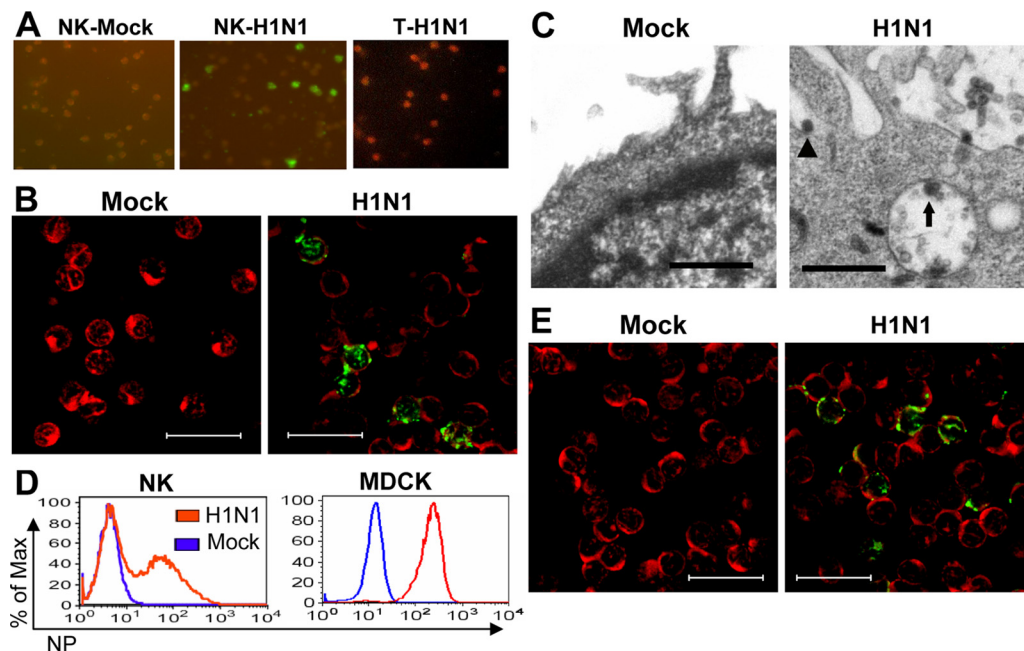 A
NK-Mock
NK-H1N1
T-H1N1
B
Mock
H1N1
C
Mock
H1N1
D
NK
MDCK
% of Max
100
80
60
40
20
0
H1N1
Mock
10⁰ 10¹ 10² 10³ 10⁴
100
80
60
40
20
0
10⁰ 10¹ 10² 10³ 10⁴
NP
E
Mock
H1N1